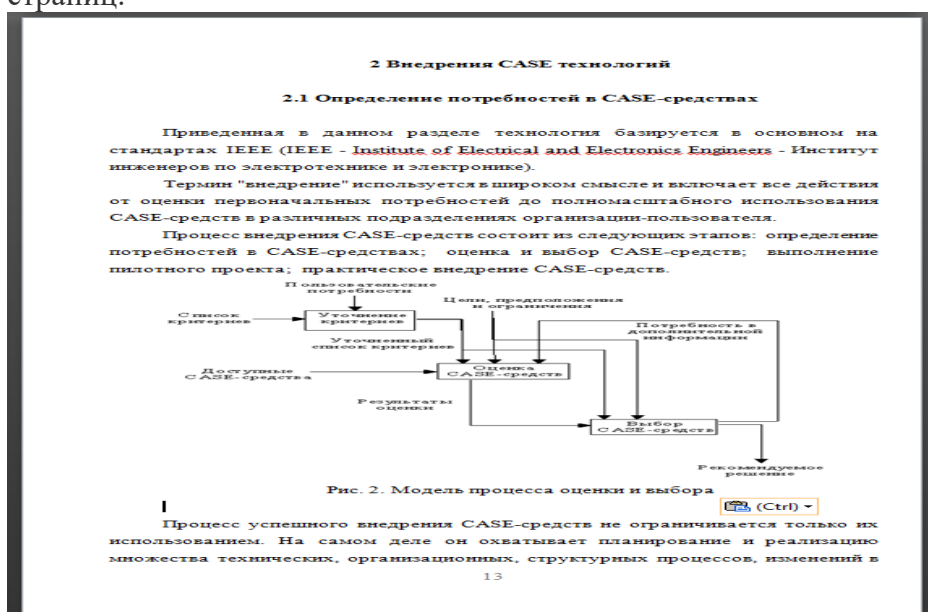 страниц.
2 Внедрения CASE технологий
2.1 Определение потребностей в CASE-средствах
Приведенная в данном разделе технология базируется в основном на
стандартах IEEE (IEEE - Institute of Electrical and Electronics Engineers - Институт
инженеров по электротехнике и электронике).
Термин "внедрение" используется в широком смысле и включает все действия
от оценки первоначальных потребностей до полномасштабного использования
CASE-средств в различных подразделениях организации-пользователя.
Процесс внедрения CASE-средств состоит из следующих этапов: определение
потребностей в CASE-средствах; оценка и выбор CASE-средств; выполнение
пилотного проекта; практическое внедрение CASE-средств.
Пользовательские
потребности
Цели, предположения
и ограничения
Список
критериев
Уточнение
критериев
Потребность в
дополнительной
информации
Уточненный
список критериев
Доступные
CASE-средства
Оценка
CASE-средств
Результаты
оценки
Выбор
CASE-средств
Рекомендуемое
решение
Рис. 2. Модель процесса оценки и выбора
(Ctrl)
Процесс успешного внедрения CASE-средств не ограничивается только их
использованием. На самом деле он охватывает планирование и реализацию
множества технических, организационных, структурных процессов, изменений в
13